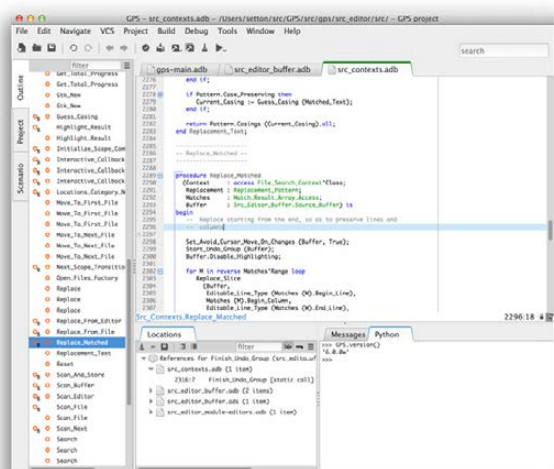 GPS - src_contexts.adb - /Users/setton/src/GPS/src/gps/src_editor/src/ - GPS project
File Edit Navigate VCS Project Build Debug Tools Window Help
search
filter
Outline
Project
Scenario
Get_Total_Progress
Get_Total_Progress
Gtk_New
Gtk_New
Guess_Casing
Highlight_Result
Highlight_Result
Initialize_Scope_Com
Interactive_Callback
Interactive_Callback
Interactive_Callback
Locations_Category_N
Move_To_First_File
Move_To_First_File
Move_To_First_File
Move_To_Next_File
Move_To_Next_File
Move_To_Next_File
Next_Scope_Transitio
Open_Files_Factory
Replace
Replace
Replace
Replace_From_Editor
Replace_From_File
Replace_Matched
Replacement_Text
Reset
Scan_And_Store
Scan_Buffer
Scan_Editor
Scan_File
Scan_File
Scan_Next
Search
Search
Search
gps-main.adb src_editor_buffer.adb src_contexts.adb
2276 end if;
2277
2278 if Pattern.Case_Preserving then
2279 Current_Casing := Guess_Casing (Matched_Text);
2280 end if;
2281
2282 return Pattern.Casings (Current_Casing).all;
2283 end Replacement_Text;
2284
2285 ---------------------
2286 -- Replace_Matched --
2287 ---------------------
2288
2289 procedure Replace_Matched
2290 (Context : access File_Search_Context'Class;
2291 Replacement : Replacement_Pattern;
2292 Matches : Match_Result_Array_Access;
2293 Buffer : Src_Editor_Buffer.Source_Buffer) is
2294 begin
2295 -- Replace starting from the end, so as to preserve lines and
2296 -- columns
2297
2298 Set_Avoid_Cursor_Move_On_Changes (Buffer, True);
2299 Start_Undo_Group (Buffer);
2300 Buffer.Disable_Highlighting;
2301
2302 for M in reverse Matches'Range loop
2303 Replace_Slice
2304 (Buffer,
2305 Editable_Line_Type (Matches (M).Begin_Line),
2306 Matches (M).Begin_Column,
2307 Editable_Line_Type (Matches (M).End_Line),
Src_Contexts.Replace_Matched 2296:18
Locations
filter
References for Finish_Undo_Group (src_edito
src_contexts.adb (1 item)
2316:7 Finish_Undo_Group [static call]
src_editor_buffer.adb (2 items)
src_editor_buffer.ads (1 item)
src_editor_module-editors.adb (1 item)
Messages Python
>>> GPS.version()
'6.0.0w'
>>>